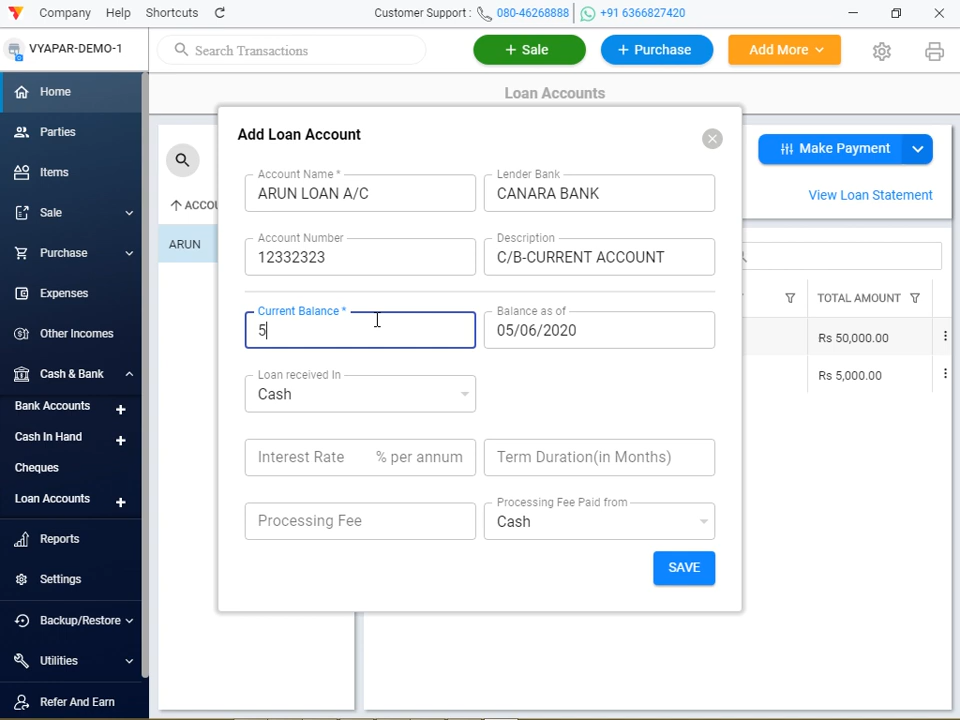 Company Help Shortcuts
Customer Support : 080-46268888 +91 6366827420
VYAPAR-DEMO-1
Search Transactions
+ Sale
+ Purchase
Add More
Home
Parties
Items
Sale
Purchase
Expenses
Other Incomes
Cash & Bank
Bank Accounts +
Cash In Hand +
Cheques
Loan Accounts +
Reports
Settings
Backup/Restore
Utilities
Refer And Earn
Loan Accounts
Make Payment
View Loan Statement
ACCOU
ARUN
TOTAL AMOUNT
Rs 50,000.00
Rs 5,000.00
Add Loan Account
Account Name *
ARUN LOAN A/C
Lender Bank
CANARA BANK
Account Number
12332323
Description
C/B-CURRENT ACCOUNT
Current Balance *
5
Balance as of
05/06/2020
Loan received In
Cash
Interest Rate % per annum
Term Duration(in Months)
Processing Fee
Processing Fee Paid from
Cash
SAVE